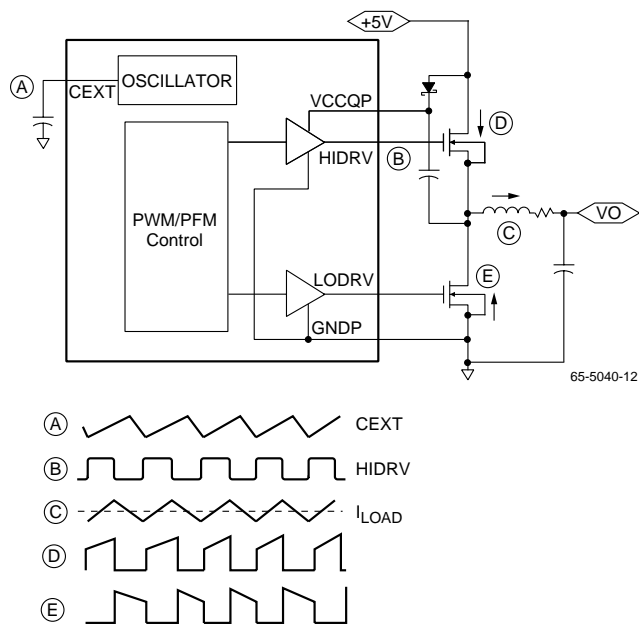 +5V
A
OSCILLATOR
CEXT
VCCQP
D
B
HIDRV
PWM/PFM
Control
C
VO
E
LODRV
GNDP
65-5040-12
A CEXT
B HIDRV
C ILOAD
D
E